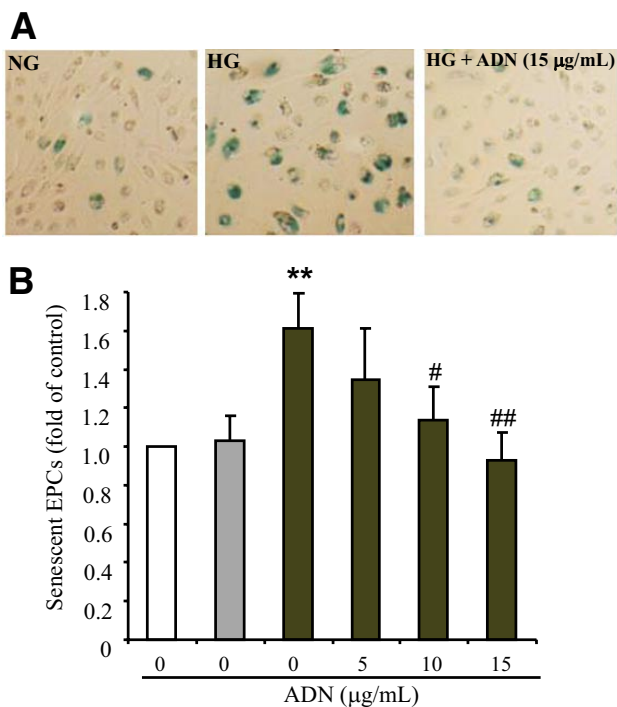 A
NG
HG
HG + ADN (15 μg/mL)
B
Senescent EPCs (fold of control)
1.8
1.6
1.4
1.2
1.0
0.8
0.6
0.4
0.2
0
**
#
##
0 0 0 5 10 15
ADN (μg/mL)